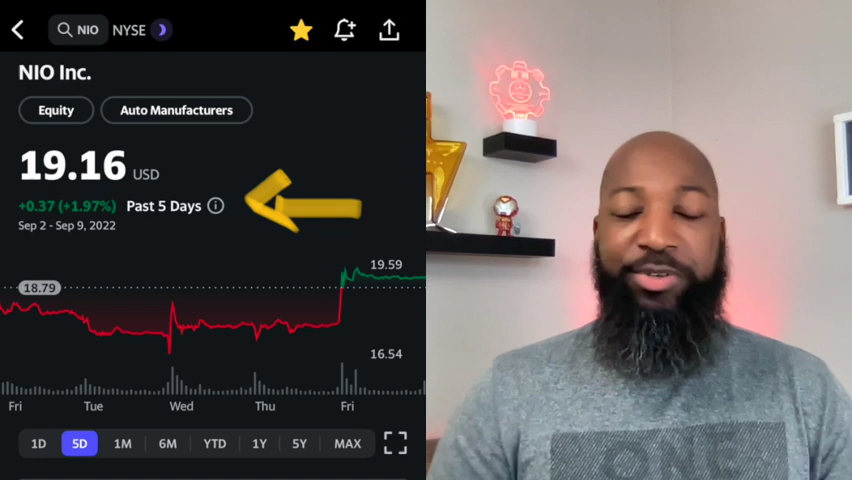 NIO NYSE
NIO Inc.
Equity Auto Manufacturers
19.16 USD
+0.37 (+1.97%) Past 5 Days
Sep 2 - Sep 9, 2022
19.59
18.79
16.54
Fri Tue Wed Thu Fri
1D 5D 1M 6M YTD 1Y 5Y MAX
ONE